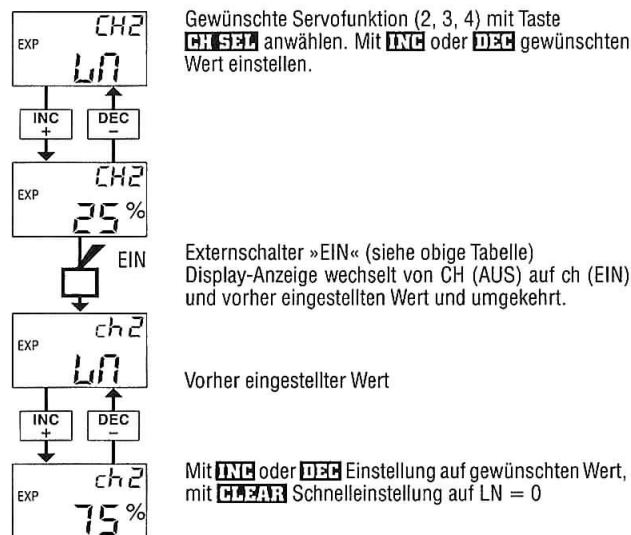 CH2
EXP
LN
Gewünschte Servofunktion (2, 3, 4) mit Taste
CH SEL anwählen. Mit INC oder DEC gewünschten
Wert einstellen.
INC
+
DEC
−
CH2
EXP
25 %
EIN
Externschalter »EIN« (siehe obige Tabelle)
Display-Anzeige wechselt von CH (AUS) auf ch (EIN)
und vorher eingestellten Wert und umgekehrt.
ch2
EXP
LN
Vorher eingestellter Wert
INC
+
DEC
−
ch2
EXP
75 %
Mit INC oder DEC Einstellung auf gewünschten Wert,
mit CLEAR Schnelleinstellung auf LN = 0